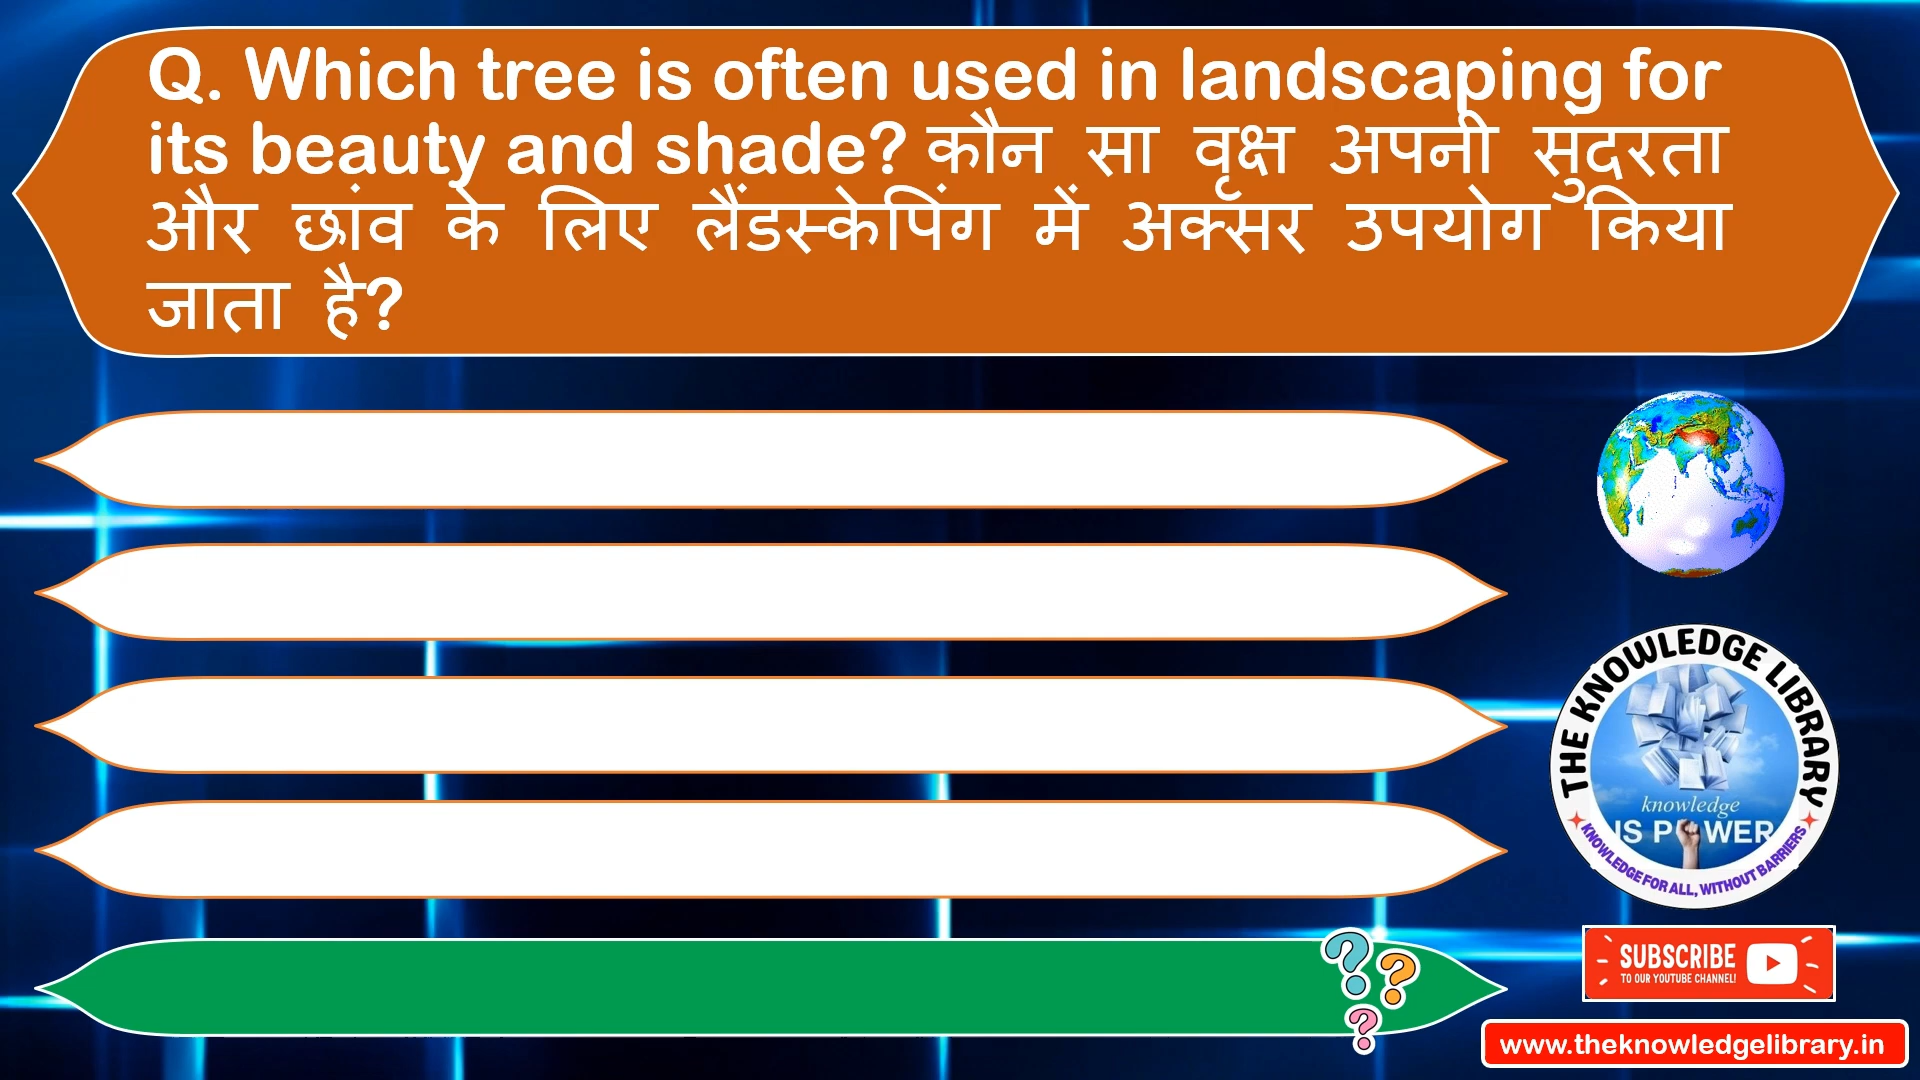 Q. Which tree is often used in landscaping for
its beauty and shade? कौन सा वृक्ष अपनी सुंदरता
और छांव के लिए लैंडस्केपिंग में अक्सर उपयोग किया
जाता है?
THE KNOWLEDGE LIBRARY
knowledge
IS POWER
KNOWLEDGE FOR ALL, WITHOUT BARRIERS
SUBSCRIBE
TO OUR YOUTUBE CHANNEL!
www.theknowledgelibrary.in